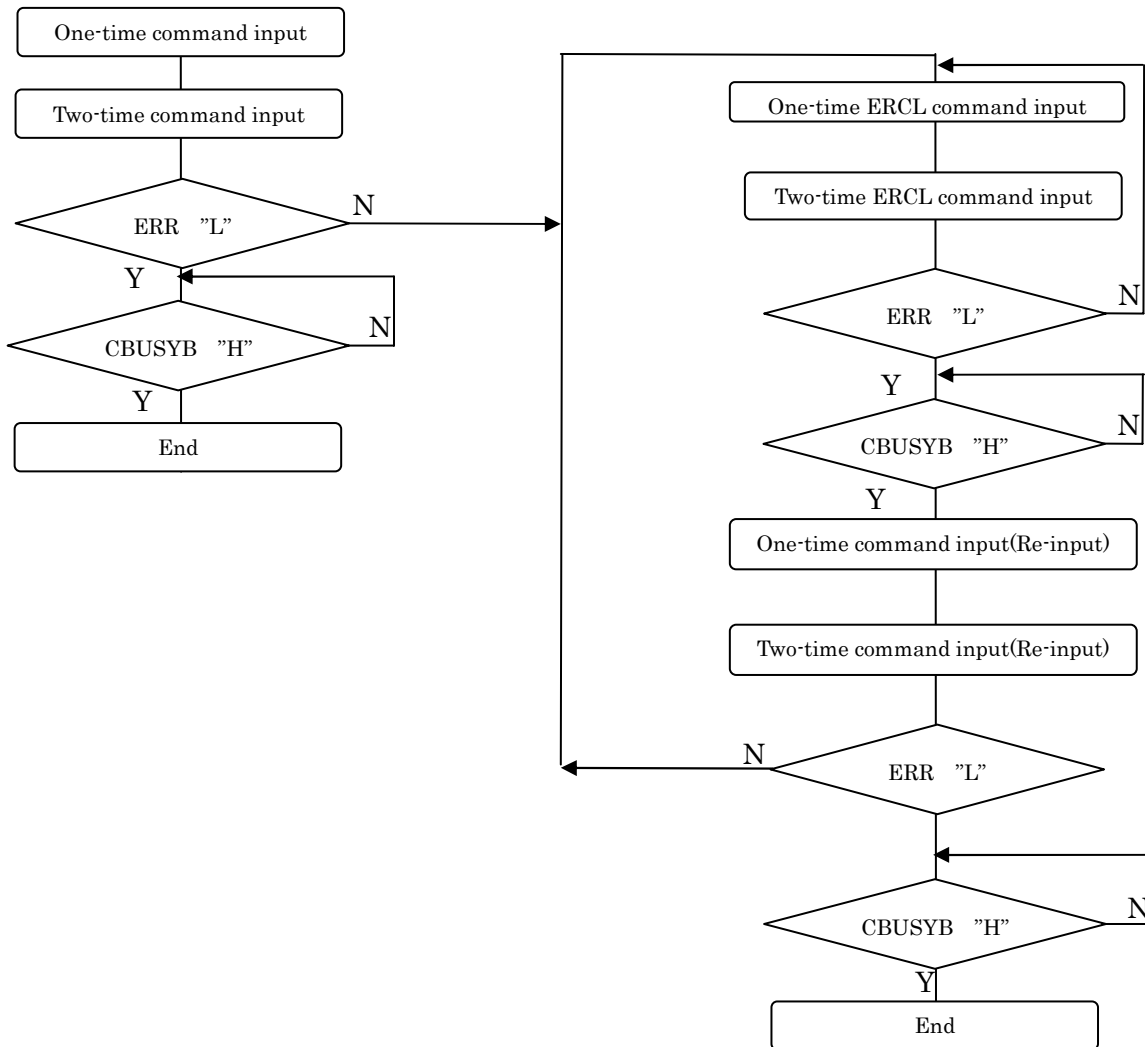 One-time command input
Two-time command input
ERR "L"
N
Y
CBUSYB "H"
N
Y
End
One-time ERCL command input
Two-time ERCL command input
ERR "L"
N
Y
CBUSYB "H"
N
Y
One-time command input(Re-input)
Two-time command input(Re-input)
N
ERR "L"
CBUSYB "H"
N
Y
End